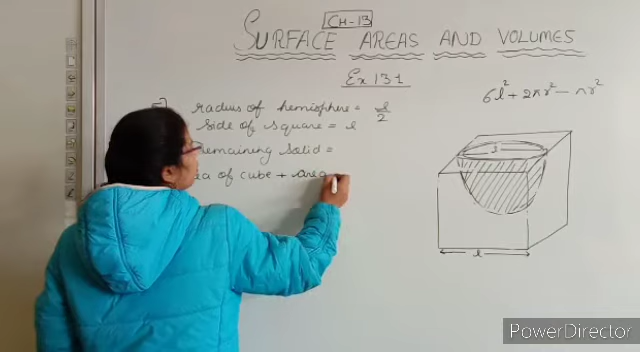 CH-13
SURFACE AREAS AND VOLUMES
Ex 13.1
6l² + 2πr² - πr²
radius of hemisphere = l/2
side of square = l
Remaining solid =
of cube + area
l
l
PowerDirector